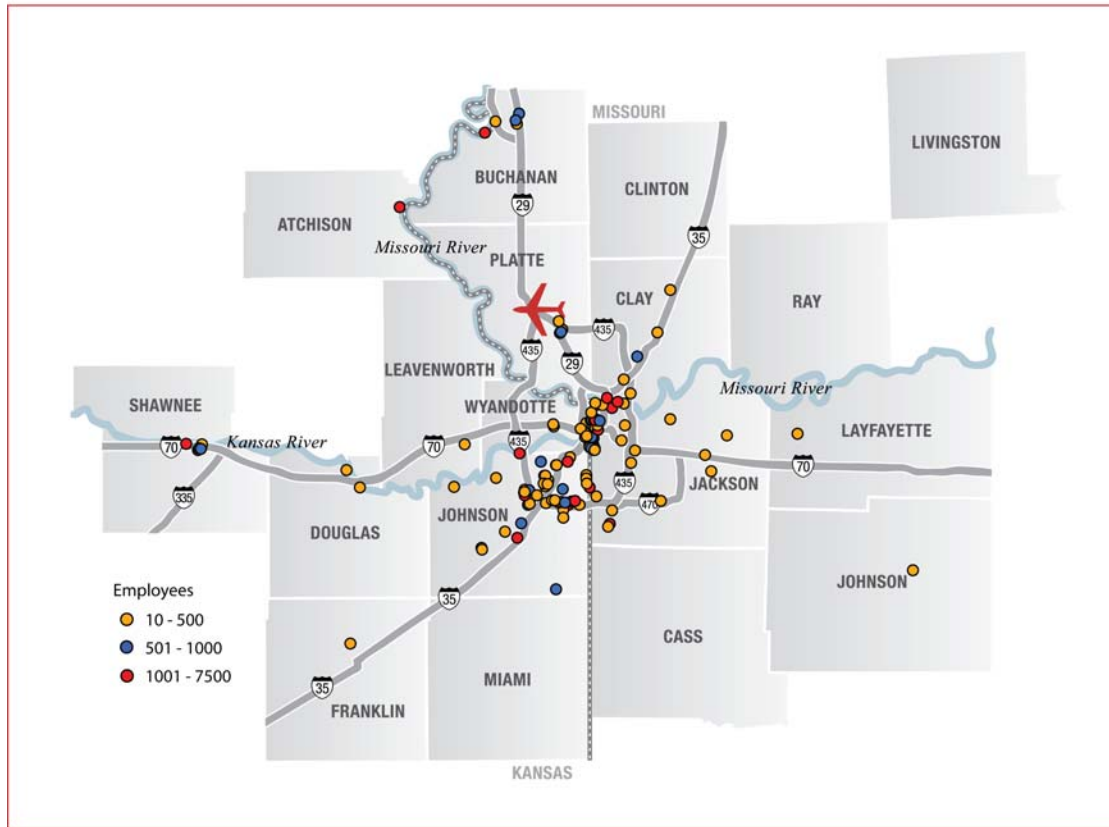 MISSOURI
LIVINGSTON
BUCHANAN
CLINTON
ATCHISON
29
35
Missouri River
PLATTE
CLAY
RAY
435
435
29
LEAVENWORTH
Missouri River
SHAWNEE
WYANDOTTE
LAYFAYETTE
Kansas River
70
435
70
70
335
435
JACKSON
470
JOHNSON
DOUGLAS
JOHNSON
Employees
10 - 500
501 - 1000
1001 - 7500
35
CASS
MIAMI
35
FRANKLIN
KANSAS